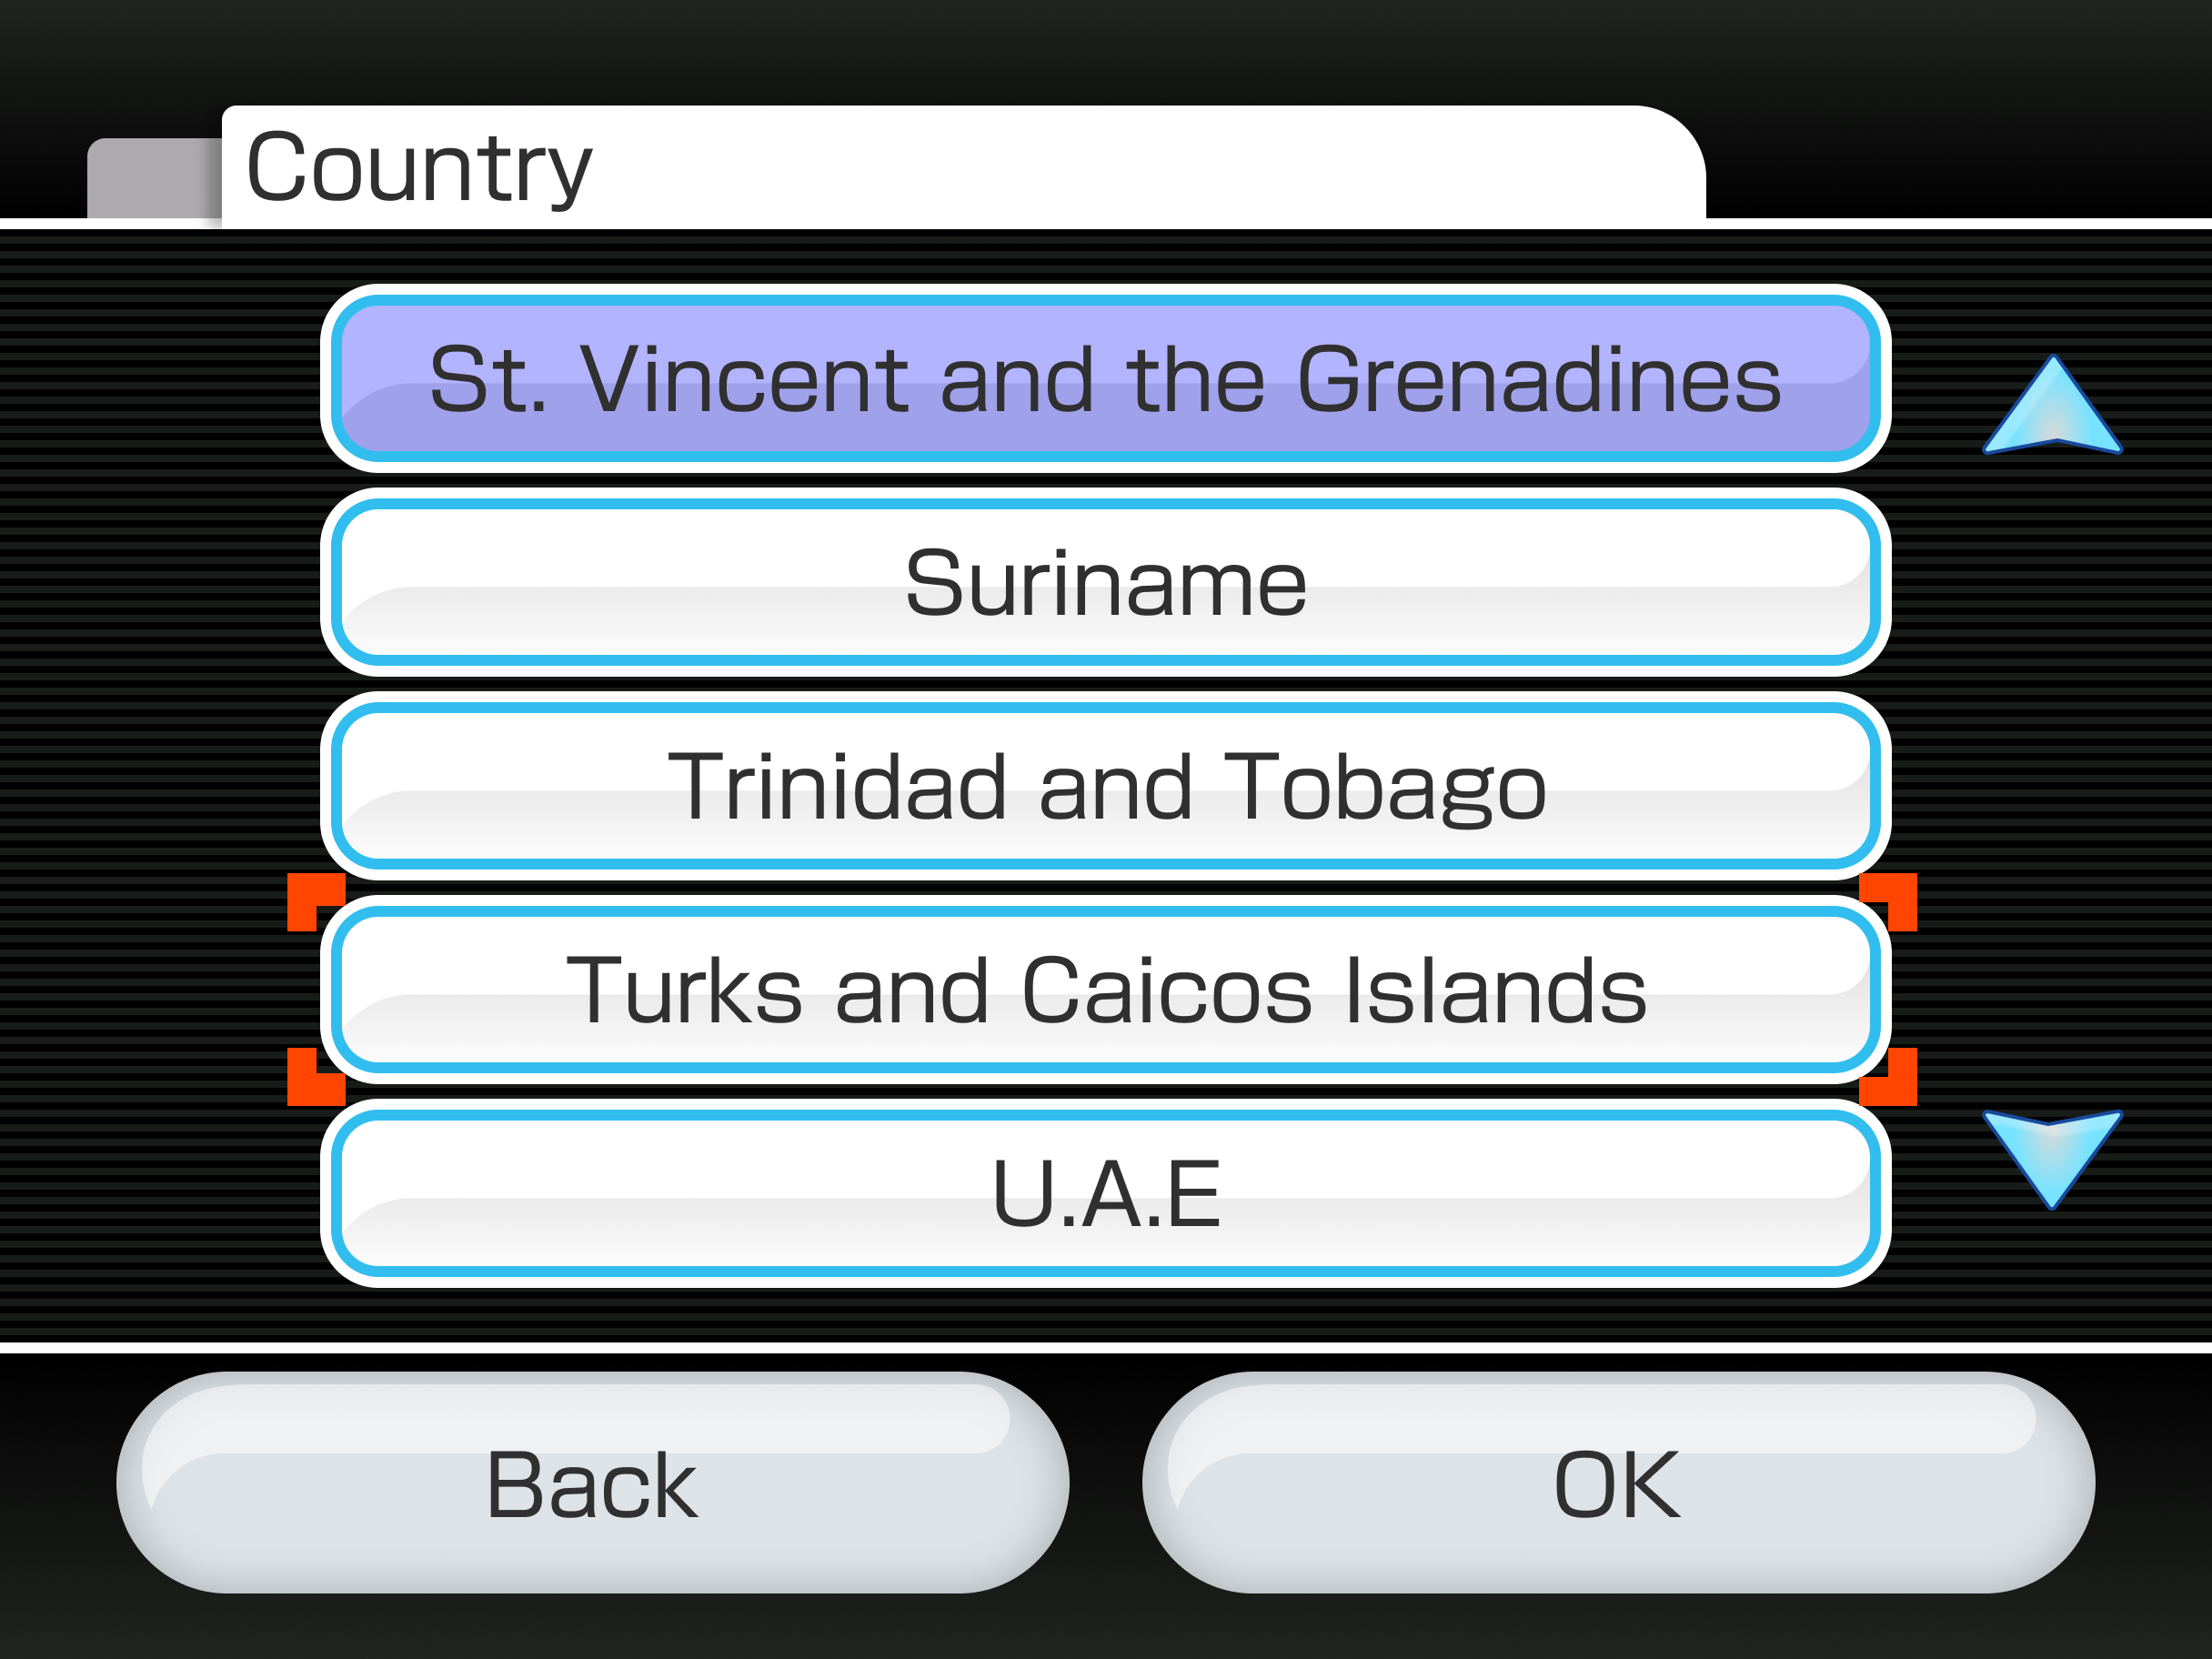 Country
St. Vincent and the Grenadines
Suriname
Trinidad and Tobago
Turks and Caicos Islands
U.A.E
Back
OK